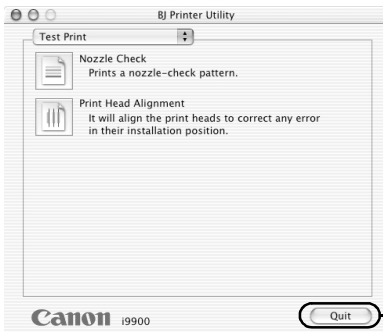 BJ Printer Utility
Test Print
Nozzle Check
Prints a nozzle-check pattern.
Print Head Alignment
It will align the print heads to correct any error
in their installation position.
Canon i9900
Quit